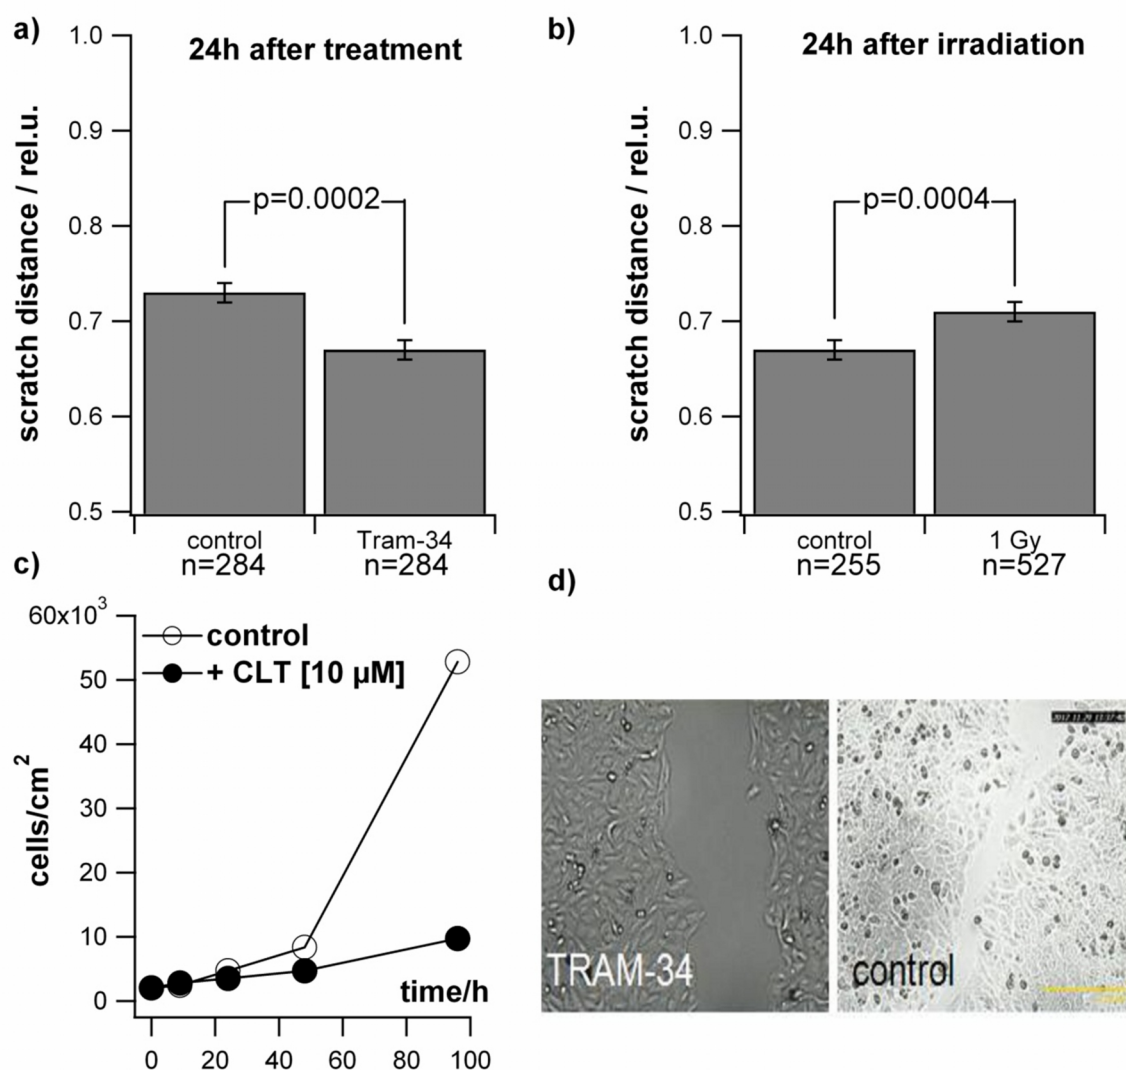 a)
24h after treatment
scratch distance / rel.u.
1.0
0.9
0.8
0.7
0.6
0.5
p=0.0002
control
n=284
Tram-34
n=284
b)
24h after irradiation
scratch distance / rel.u.
1.0
0.9
0.8
0.7
0.6
0.5
p=0.0004
control
n=255
1 Gy
n=527
c)
60x10³
50
40
30
20
10
0
cells/cm²
control
+ CLT [10 µM]
time/h
0
20
40
60
80
100
d)
TRAM-34
control